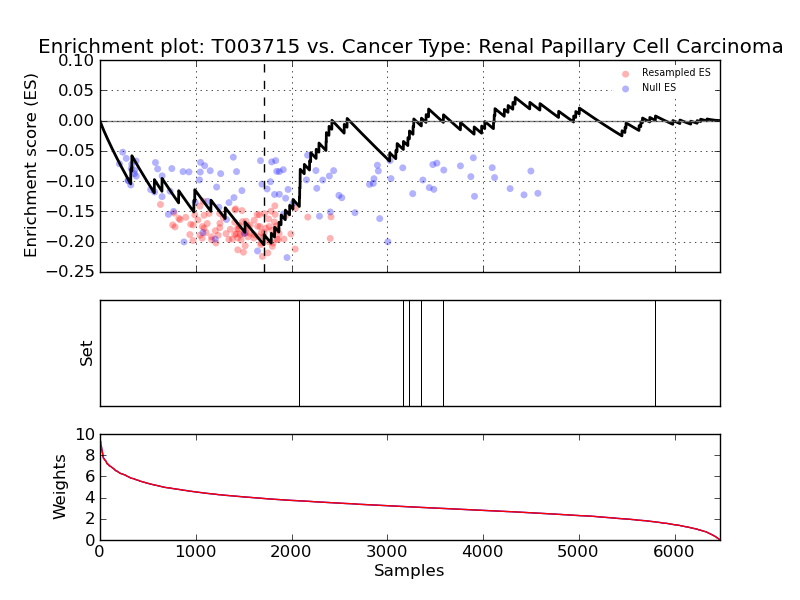 Enrichment plot: T003715 vs. Cancer Type: Renal Papillary Cell Carcinoma
Enrichment score (ES)
0.10
0.05
0.00
−0.05
−0.10
−0.15
−0.20
−0.25
Resampled ES
Null ES
Set
Weights
10
8
6
4
2
0
0 1000 2000 3000 4000 5000 6000
Samples